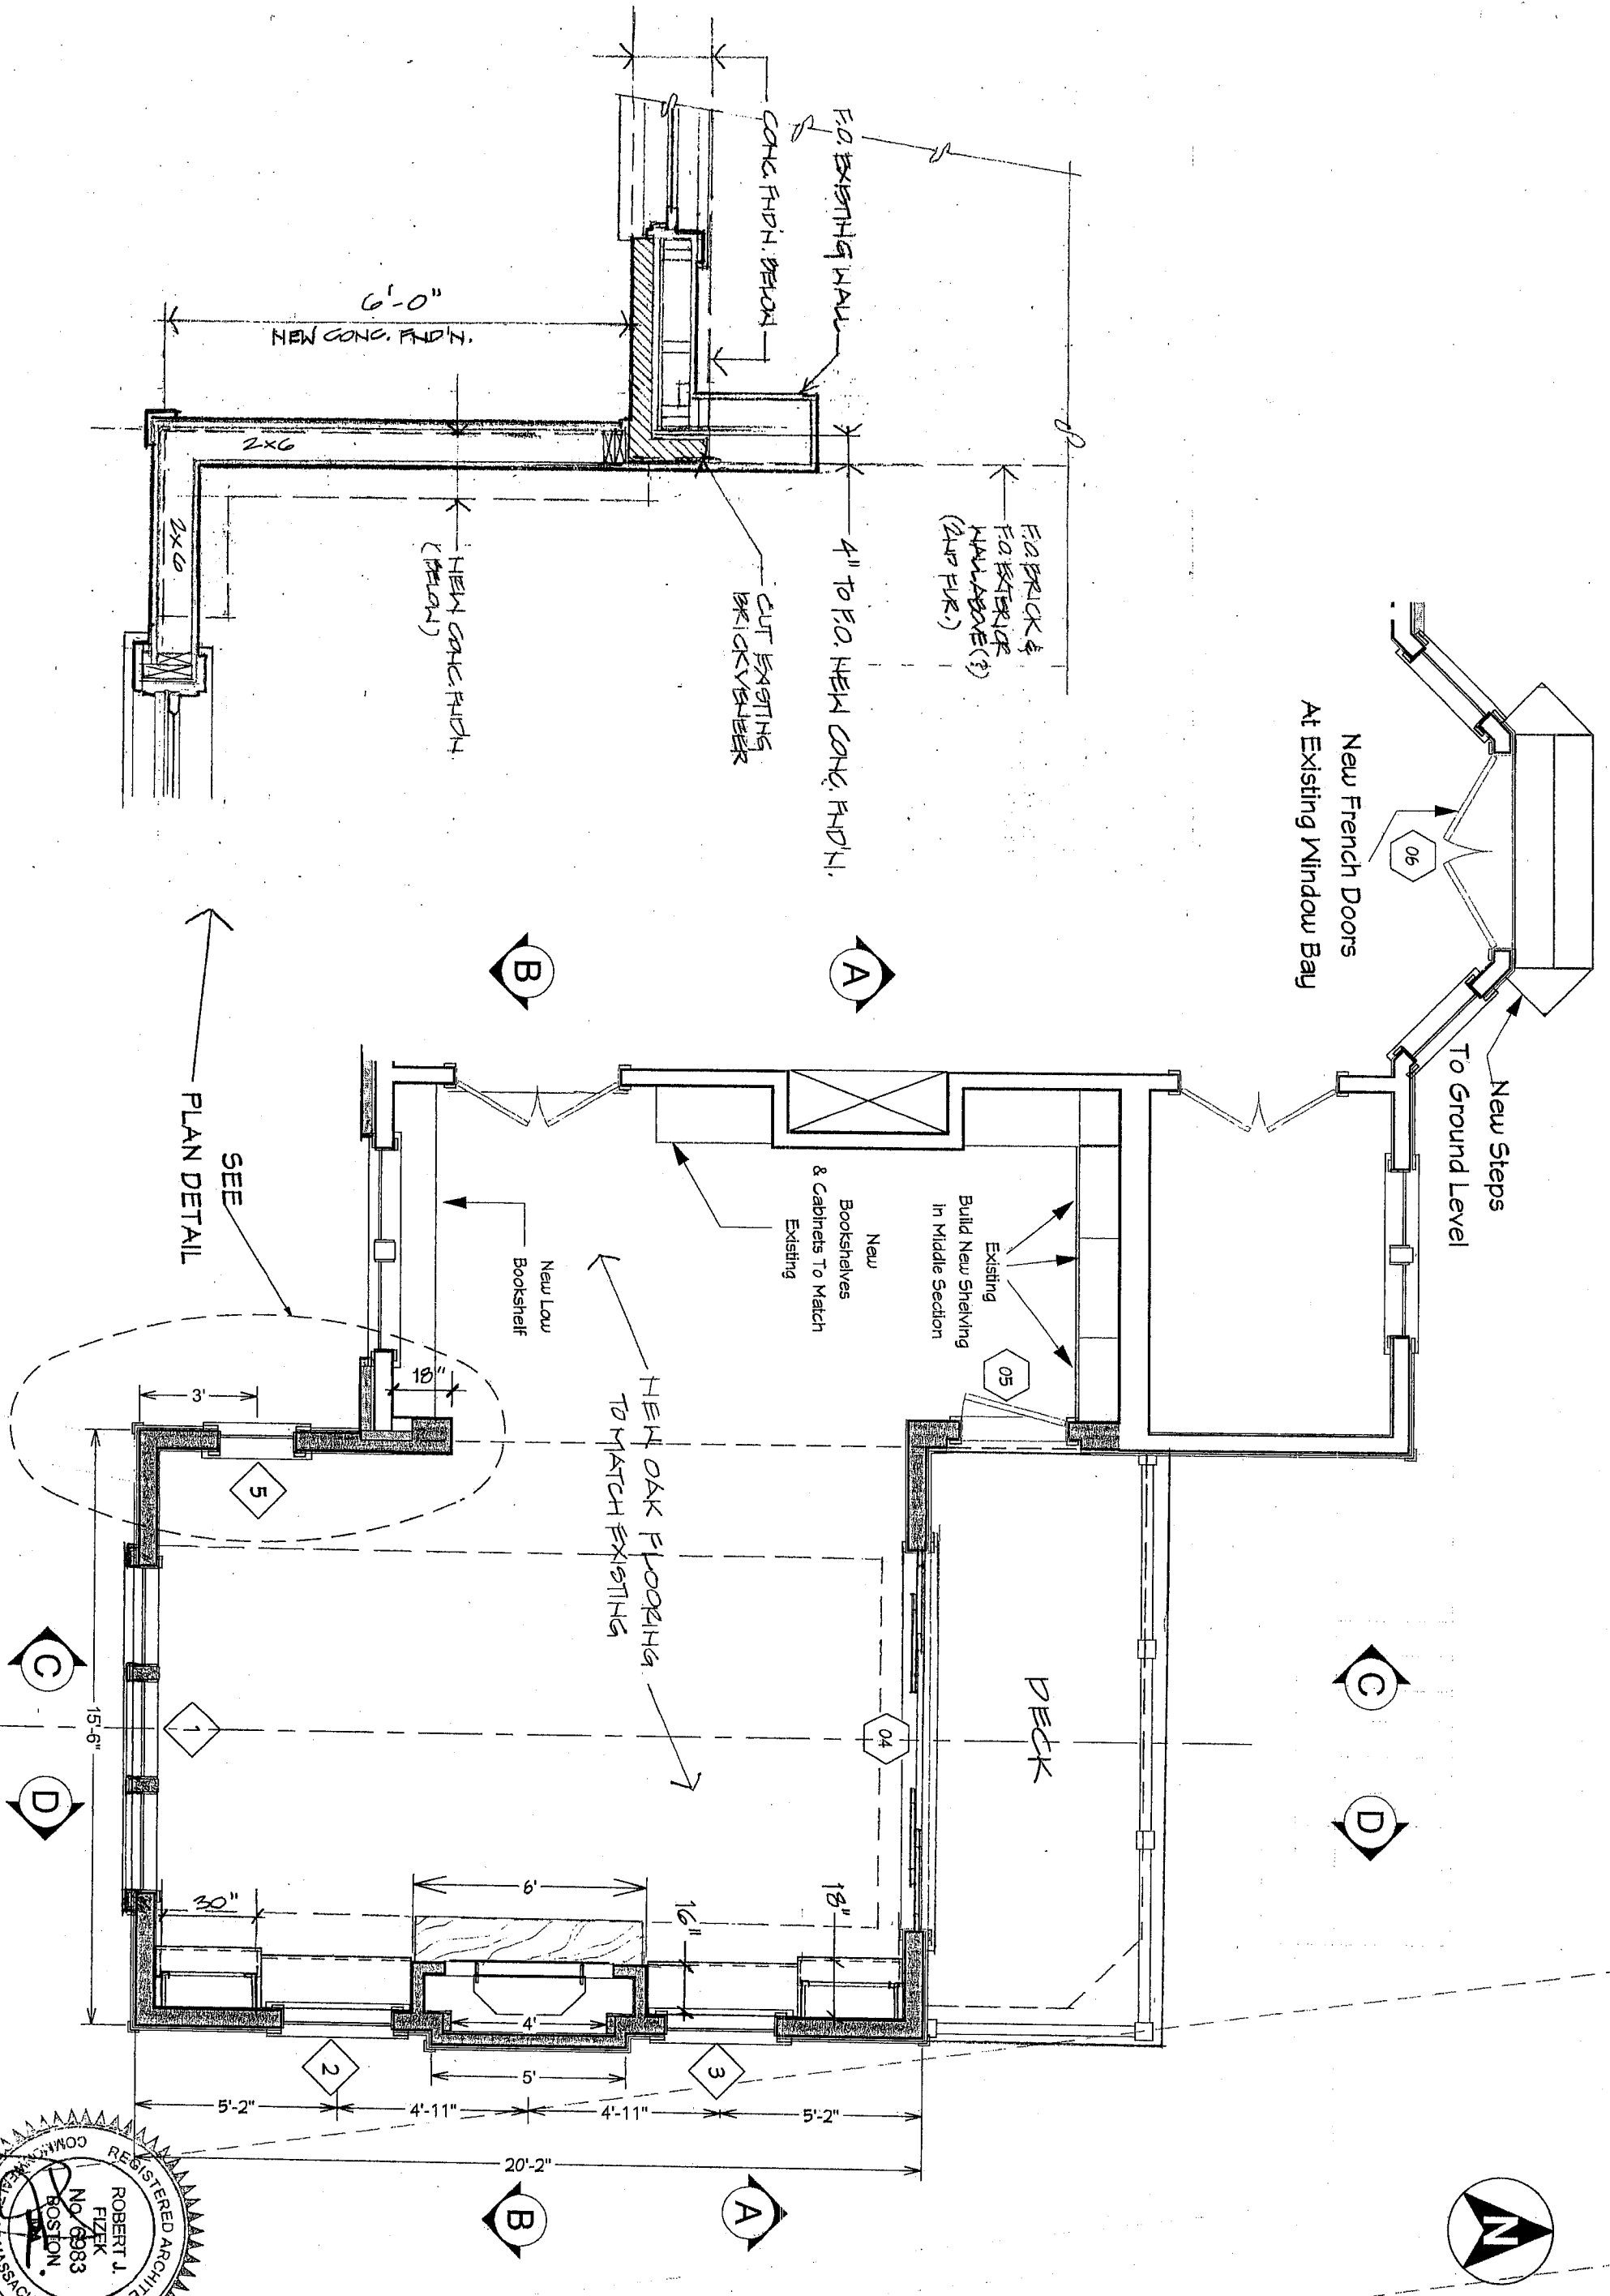 F.O. EXISTING WALL
CONC. FNDN. BELOW
6'-0"
NEW CONC. FND'N.
2x6
2x6
NEW CONC. FNDN.
(BELOW)
CUT EXISTING
BRICK VENEER
4" TO F.O. NEW CONC. FND'N.
F.O. BRICK &
F.O. EXTERIOR
WALL ABOVE (?)
(2ND FLR.)
New French Doors
At Existing Window Bay
06
New Steps
To Ground Level
A
B
SEE
PLAN DETAIL
New Low
Bookshelf
New
Bookshelves
& Cabinets To Match
Existing
Existing
Build New Shelving
in Middle Section
05
18"
3'
5
NEW OAK FLOORING
TO MATCH EXISTING
DECK
04
1
C
D
C
D
15'-6"
30"
6'
16"
18"
4'
5'
2
3
5'-2"
4'-11"
4'-11"
5'-2"
20'-2"
B
A
N
REGISTERED ARCHITE
ROBERT J.
FIZEK
No. 6983
BOSTON